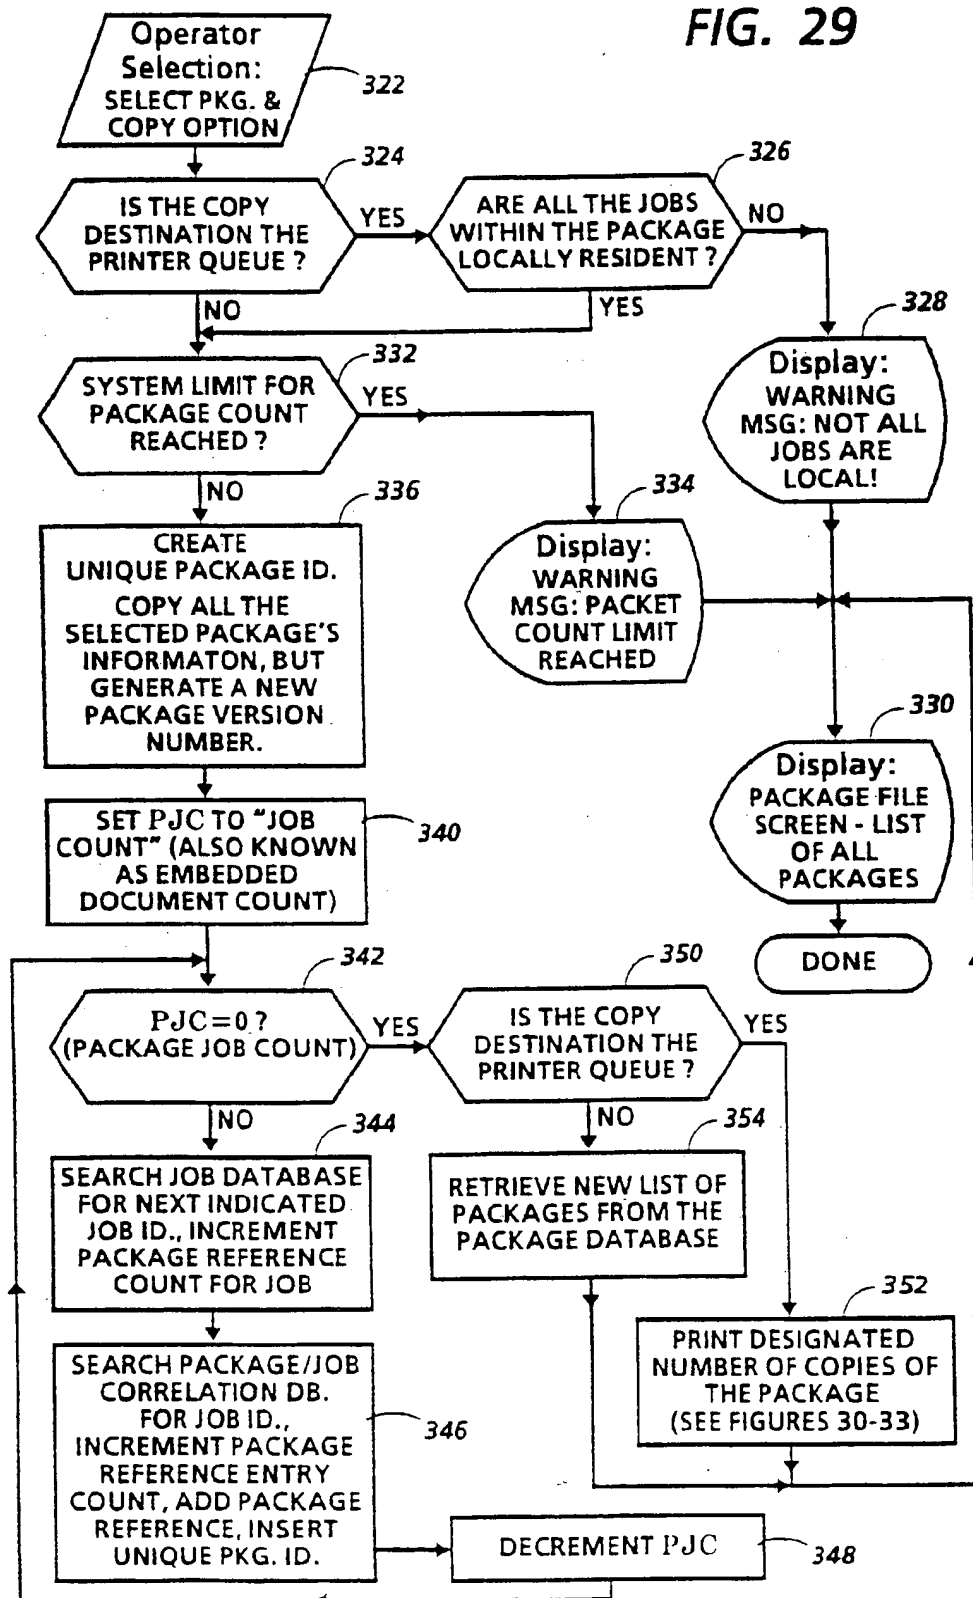 FIG. 29
Operator
Selection:
SELECT PKG. &
COPY OPTION
322
324
IS THE COPY
DESTINATION THE
PRINTER QUEUE ?
YES
NO
326
ARE ALL THE JOBS
WITHIN THE PACKAGE
LOCALLY RESIDENT ?
NO
YES
328
Display:
WARNING
MSG: NOT ALL
JOBS ARE
LOCAL!
332
SYSTEM LIMIT FOR
PACKAGE COUNT
REACHED ?
YES
NO
334
Display:
WARNING
MSG: PACKET
COUNT LIMIT
REACHED
336
CREATE
UNIQUE PACKAGE ID.
COPY ALL THE
SELECTED PACKAGE'S
INFORMATON, BUT
GENERATE A NEW
PACKAGE VERSION
NUMBER.
330
Display:
PACKAGE FILE
SCREEN - LIST
OF ALL
PACKAGES
DONE
SET PJC TO "JOB
COUNT" (ALSO KNOWN
AS EMBEDDED
DOCUMENT COUNT)
340
342
PJC=0 ?
(PACKAGE JOB COUNT)
YES
NO
350
IS THE COPY
DESTINATION THE
PRINTER QUEUE ?
YES
NO
344
SEARCH JOB DATABASE
FOR NEXT INDICATED
JOB ID., INCREMENT
PACKAGE REFERENCE
COUNT FOR JOB
354
RETRIEVE NEW LIST OF
PACKAGES FROM THE
PACKAGE DATABASE
352
PRINT DESIGNATED
NUMBER OF COPIES OF
THE PACKAGE
(SEE FIGURES 30-33)
SEARCH PACKAGE/JOB
CORRELATION DB.
FOR JOB ID.,
INCREMENT PACKAGE
REFERENCE ENTRY
COUNT, ADD PACKAGE
REFERENCE, INSERT
UNIQUE PKG. ID.
346
DECREMENT PJC
348